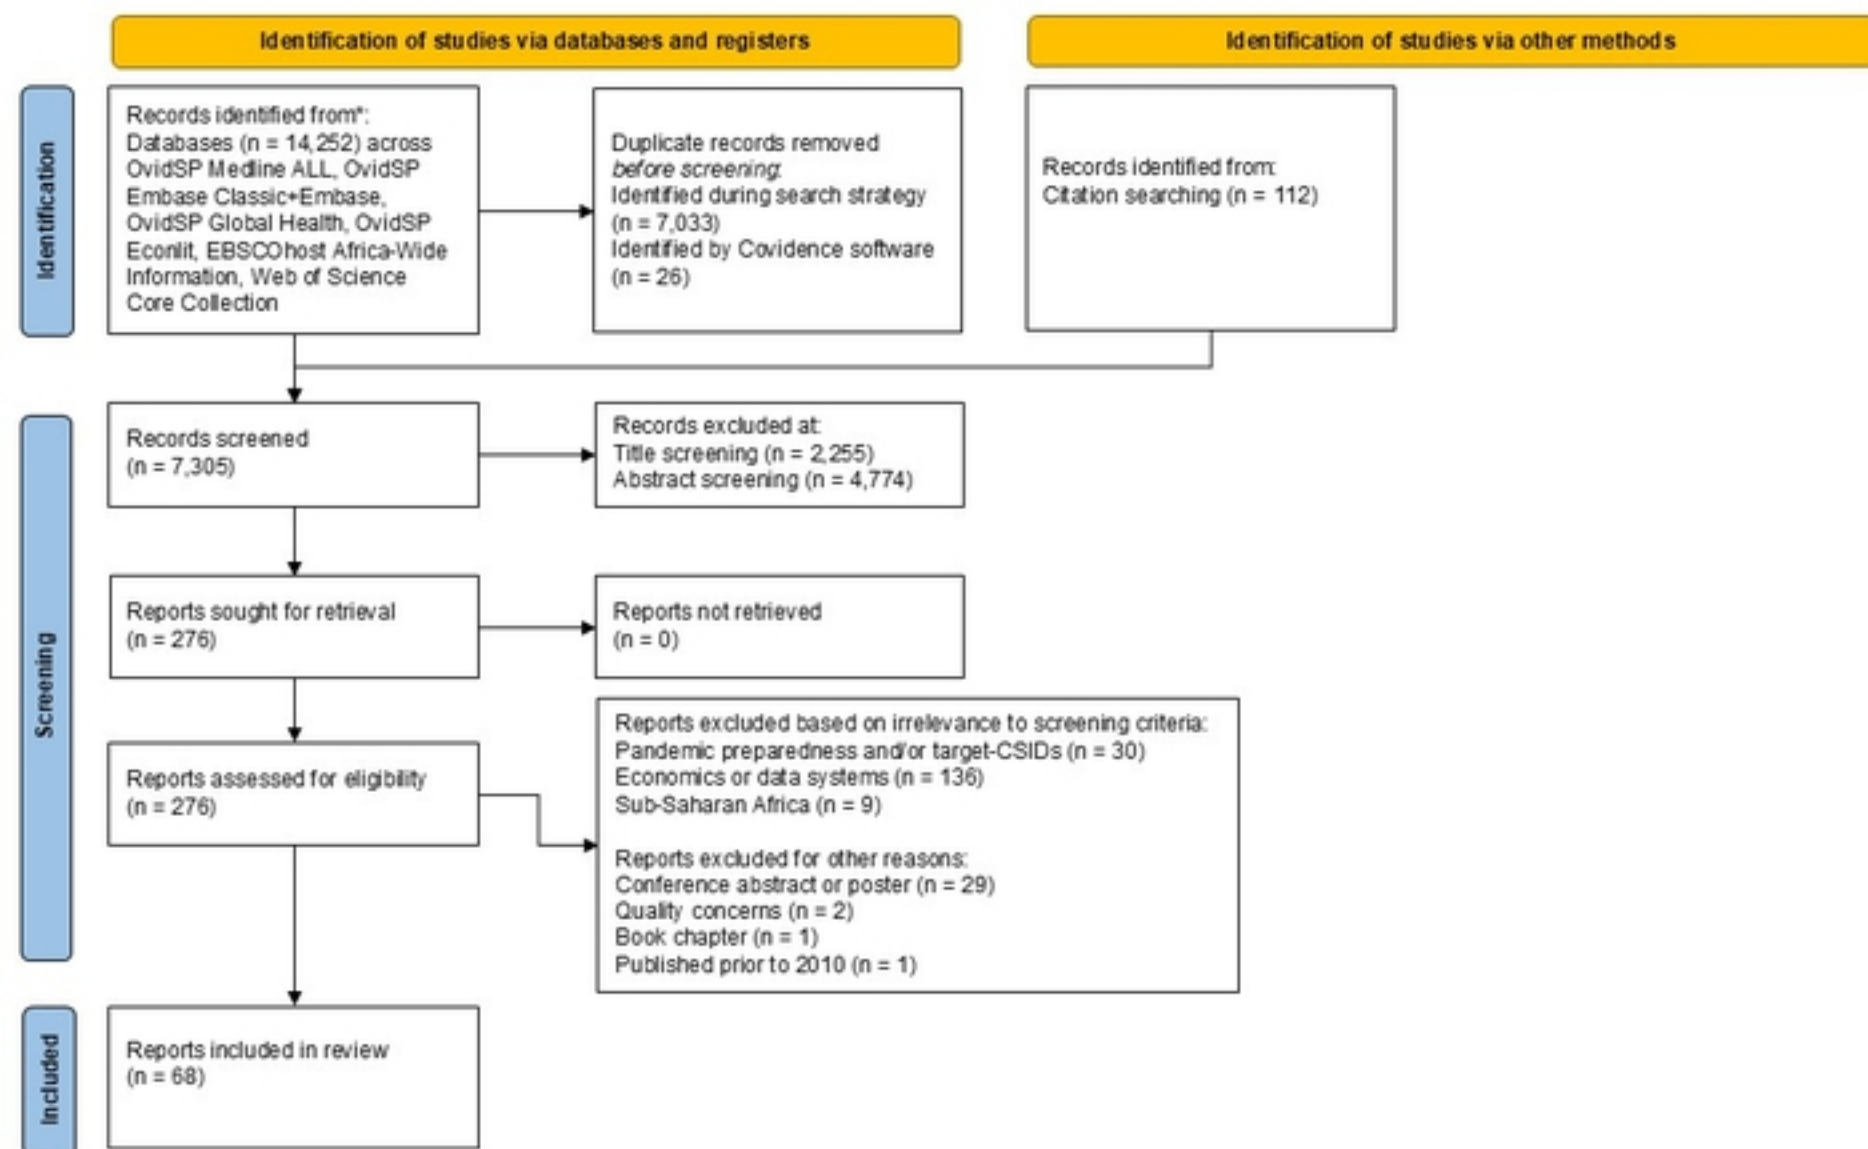 Identification of studies via databases and registers
Identification of studies via other methods
Identification
Records identified from*:
Databases (n = 14,252) across
OvidSP Medline ALL, OvidSP
Embase Classic+Embase,
OvidSP Global Health, OvidSP
Econlit, EBSCOhost Africa-Wide
Information, Web of Science
Core Collection
Duplicate records removed
before screening:
Identified during search strategy
(n = 7,033)
Identified by Covidence software
(n = 26)
Records identified from:
Citation searching (n = 112)
Screening
Records screened
(n = 7,305)
Records excluded at:
Title screening (n = 2,255)
Abstract screening (n = 4,774)
Reports sought for retrieval
(n = 276)
Reports not retrieved
(n = 0)
Reports assessed for eligibility
(n = 276)
Reports excluded based on irrelevance to screening criteria:
Pandemic preparedness and/or target-CSIDs (n = 30)
Economics or data systems (n = 136)
Sub-Saharan Africa (n = 9)
Reports excluded for other reasons:
Conference abstract or poster (n = 29)
Quality concerns (n = 2)
Book chapter (n = 1)
Published prior to 2010 (n = 1)
Included
Reports included in review
(n = 68)